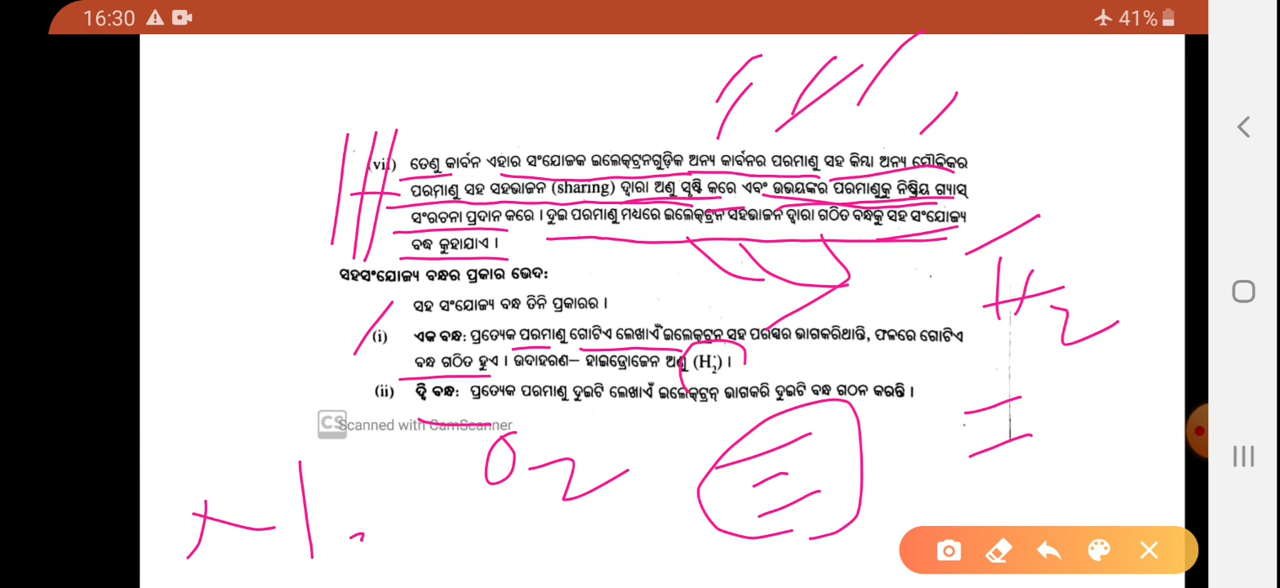 16:30
41%
(vii) ତେଣୁ କାର୍ବନ ଏହାର ସଂଯୋଜକ ଇଲେକ୍ଟ୍ରନଗୁଡ଼ିକ ଅନ୍ୟ କାର୍ବନର ପରମାଣୁ ସହ କିମ୍ବା ଅନ୍ୟ ମୌଳିକର
ପରମାଣୁ ସହ ସହଭାଜନ (sharing) ଦ୍ୱାରା ଅଣୁ ସୃଷ୍ଟି କରେ ଏବଂ ଉଭୟଙ୍କର ପରମାଣୁକୁ ନିଷ୍କ୍ରିୟ ଗ୍ୟାସ୍
ସଂରଚନା ପ୍ରଦାନ କରେ । ଦୁଇ ପରମାଣୁ ମଧ୍ୟରେ ଇଲେକ୍ଟ୍ରନ ସହଭାଜନ ଦ୍ୱାରା ଗଠିତ ବନ୍ଧକୁ ସହ ସଂଯୋଜ୍ୟ
ବନ୍ଧ କୁହାଯାଏ ।
ସହସଂଯୋଜ୍ୟ ବନ୍ଧର ପ୍ରକାର ଭେଦ:
ସହ ସଂଯୋଜ୍ୟ ବନ୍ଧ ତିନି ପ୍ରକାରର ।
(i) ଏକ ବନ୍ଧ: ପ୍ରତ୍ୟେକ ପରମାଣୁ ଗୋଟିଏ ଲେଖାଏଁ ଇଲେକ୍ଟ୍ରନ ସହ ପରସ୍ପର ଭାଗକରିଥାନ୍ତି, ଫଳରେ ଗୋଟିଏ
ବନ୍ଧ ଗଠିତ ହୁଏ । ଉଦାହରଣ– ହାଇଡ୍ରୋଜେନ ଅଣୁ (H₂) ।
(ii) ଦ୍ୱି ବନ୍ଧ: ପ୍ରତ୍ୟେକ ପରମାଣୁ ଦୁଇଟି ଲେଖାଏଁ ଇଲେକ୍ଟ୍ରନ୍ ଭାଗକରି ଦୁଇଟି ବନ୍ଧ ଗଠନ କରନ୍ତି ।
H2
CS Scanned with CamScanner
O2